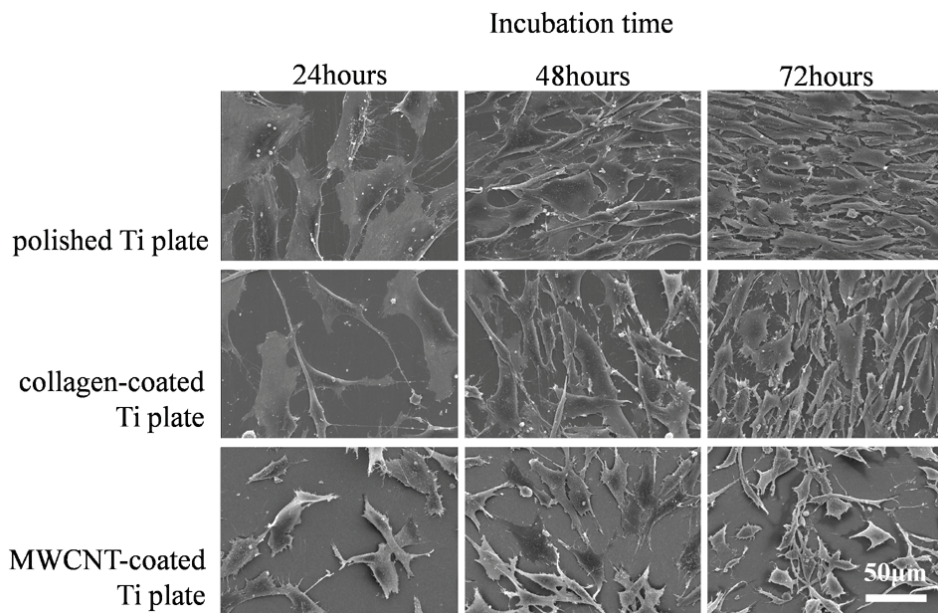 Incubation time
24hours
48hours
72hours
polished Ti plate
collagen-coated
Ti plate
MWCNT-coated
Ti plate
50μm